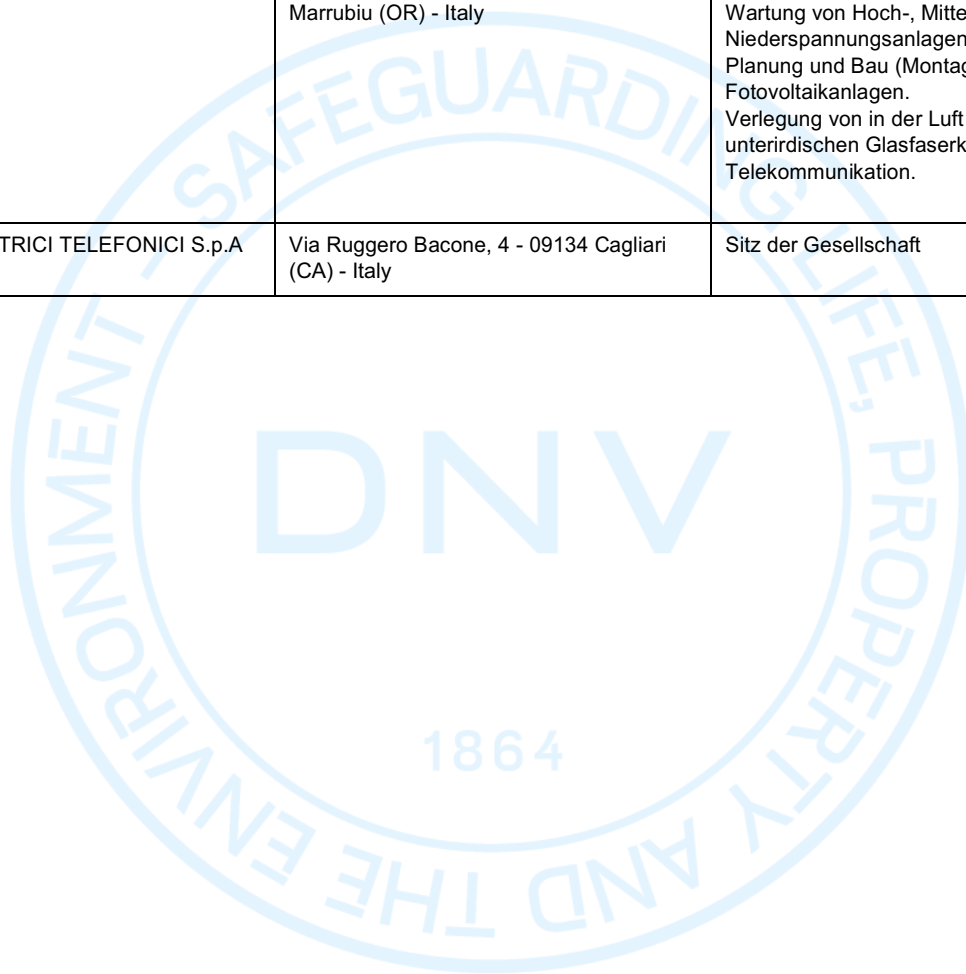 Marrubiu (OR) - Italy
Wartung von Hoch-, Mitte
Niederspannungsanlagen
Planung und Bau (Montag
Fotovoltaikanlagen.
Verlegung von in der Luft
unterirdischen Glasfaserk
Telekommunikation.
TRICI TELEFONICI S.p.A
Via Ruggero Bacone, 4 - 09134 Cagliari
(CA) - Italy
Sitz der Gesellschaft
SAFEGUARDING LIFE, PROPERTY AND THE ENVIRONMENT -
DNV
1864